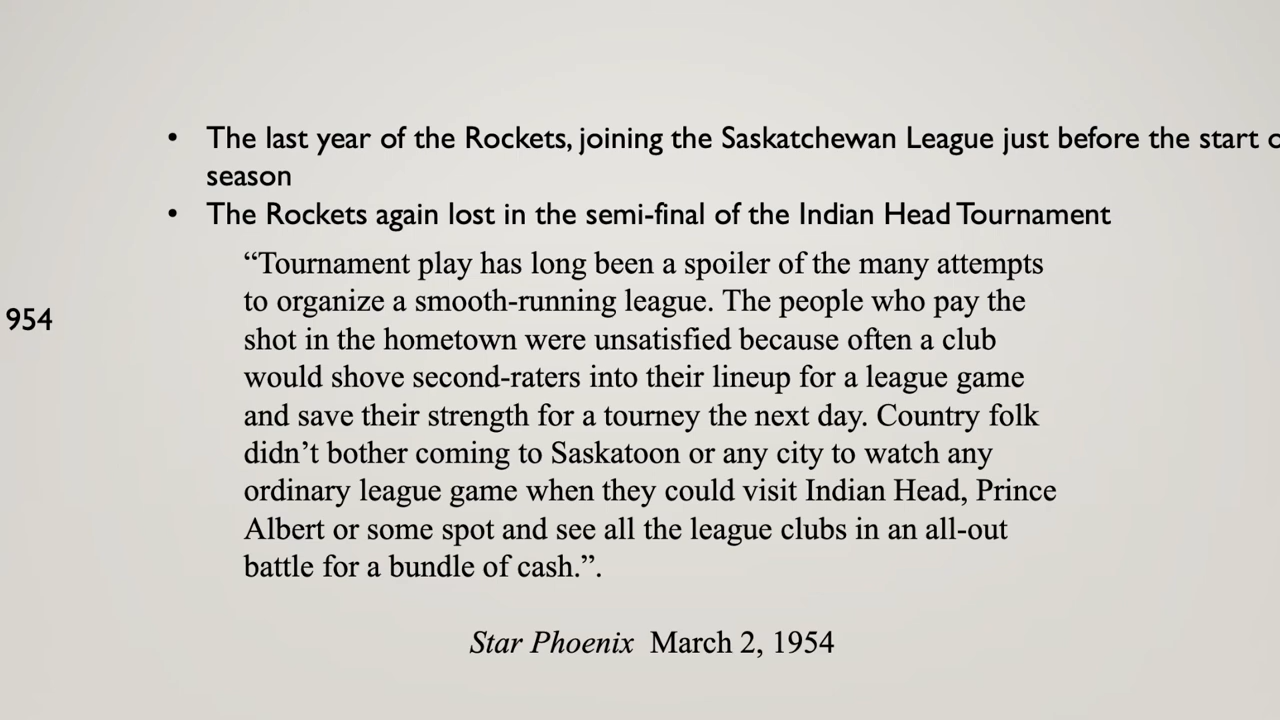 • The last year of the Rockets, joining the Saskatchewan League just before the start
season
• The Rockets again lost in the semi-final of the Indian Head Tournament
“Tournament play has long been a spoiler of the many attempts
to organize a smooth-running league. The people who pay the
954
shot in the hometown were unsatisfied because often a club
would shove second-raters into their lineup for a league game
and save their strength for a tourney the next day. Country folk
didn’t bother coming to Saskatoon or any city to watch any
ordinary league game when they could visit Indian Head, Prince
Albert or some spot and see all the league clubs in an all-out
battle for a bundle of cash.”.
Star Phoenix March 2, 1954